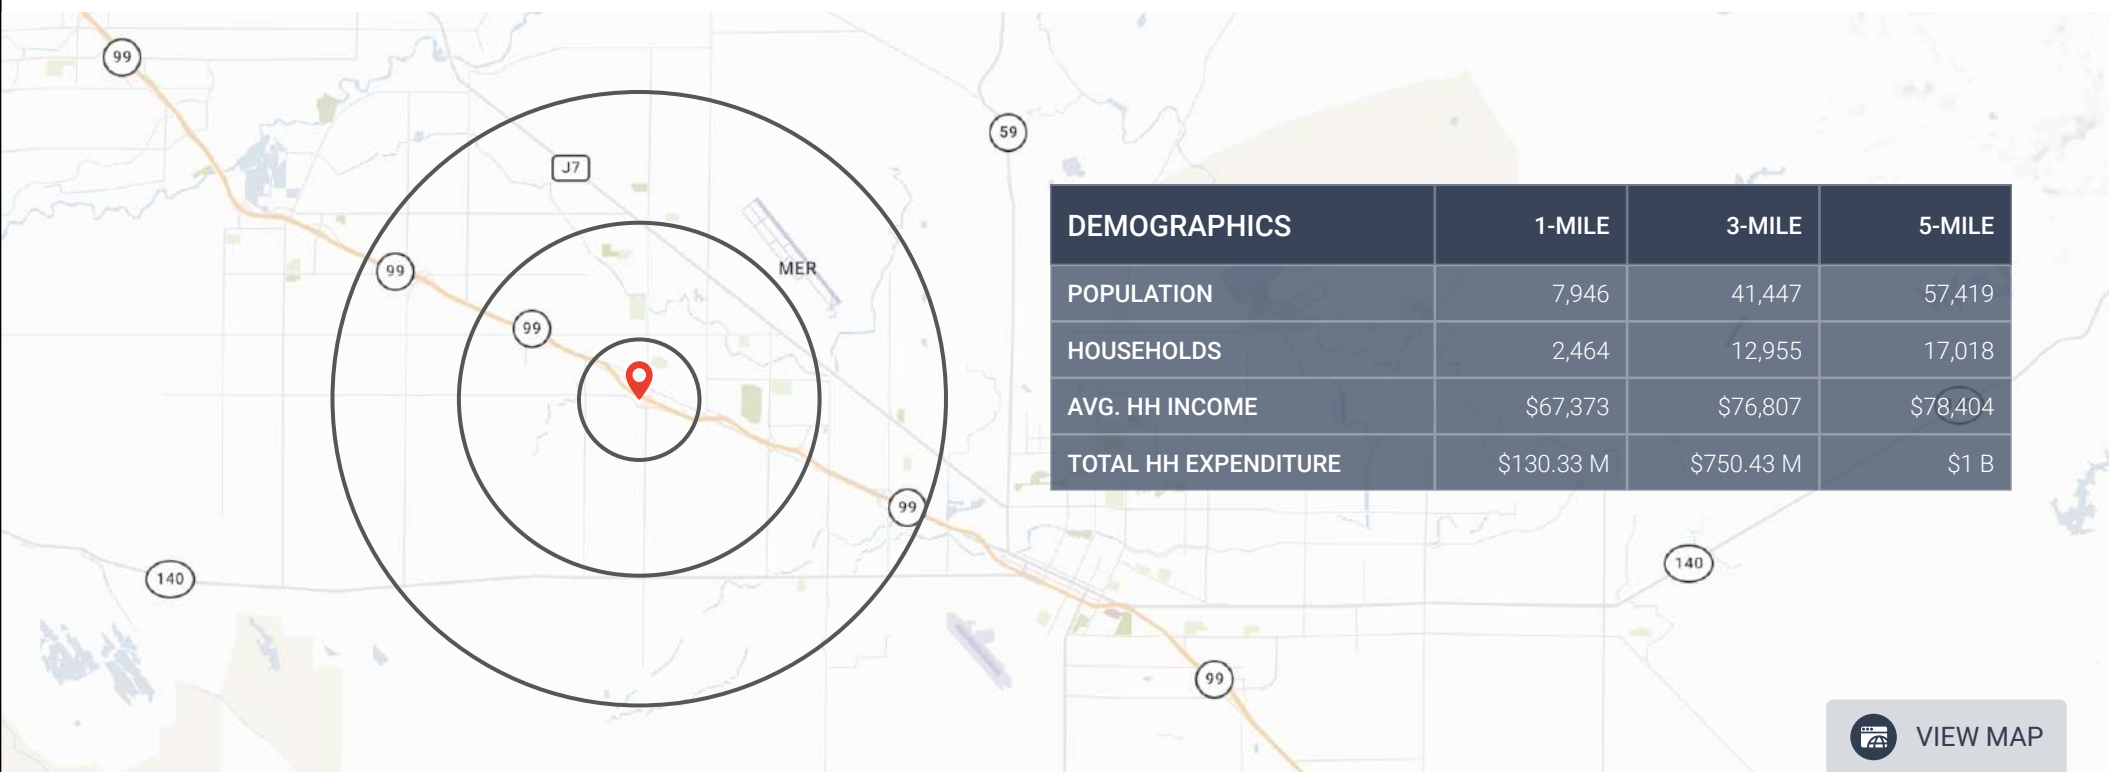 99
59
J7
99
MER
99
99
140
140
99
DEMOGRAPHICS 1-MILE 3-MILE 5-MILE
POPULATION 7,946 41,447 57,419
HOUSEHOLDS 2,464 12,955 17,018
AVG. HH INCOME $67,373 $76,807 $78,404
TOTAL HH EXPENDITURE $130.33 M $750.43 M $1 B
VIEW MAP